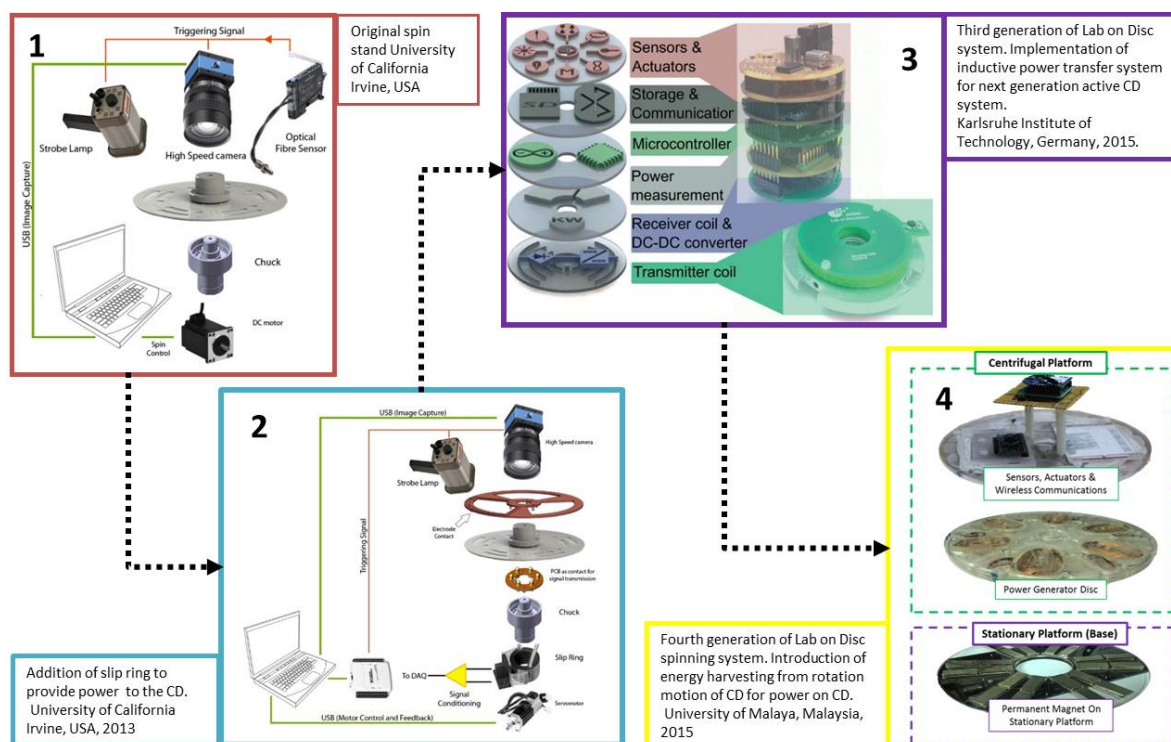 1
Triggering Signal
USB (Image Capture)
Strobe Lamp
High Speed camera
Optical
Fibre Sensor
Chuck
DC motor
Spin
Control
Original spin
stand University
of California
Irvine, USA
2
USB (Image Capture)
High Speed camera
Strobe Lamp
Triggering Signal
Electrode
Contact
PCB as contact for
signal transmission
Chuck
Slip Ring
To DAQ
Signal
Conditioning
Servomotor
USB (Motor Control and Feedback)
Addition of slip ring to
provide power to the CD.
University of California
Irvine, USA, 2013
3
Sensors &
Actuators
SD
Storage &
Communication
Microcontroller
Power
measurement
KW
Receiver coil &
DC-DC converter
Transmitter coil
Third generation of Lab on Disc
system. Implementation of
inductive power transfer system
for next generation active CD
system.
Karlsruhe Institute of
Technology, Germany, 2015.
4
Centrifugal Platform
Sensors, Actuators &
Wireless Communications
Power Generator Disc
Stationary Platform (Base)
Permanent Magnet On
Stationary Platform
Fourth generation of Lab on Disc
spinning system. Introduction of
energy harvesting from rotation
motion of CD for power on CD.
University of Malaya, Malaysia,
2015